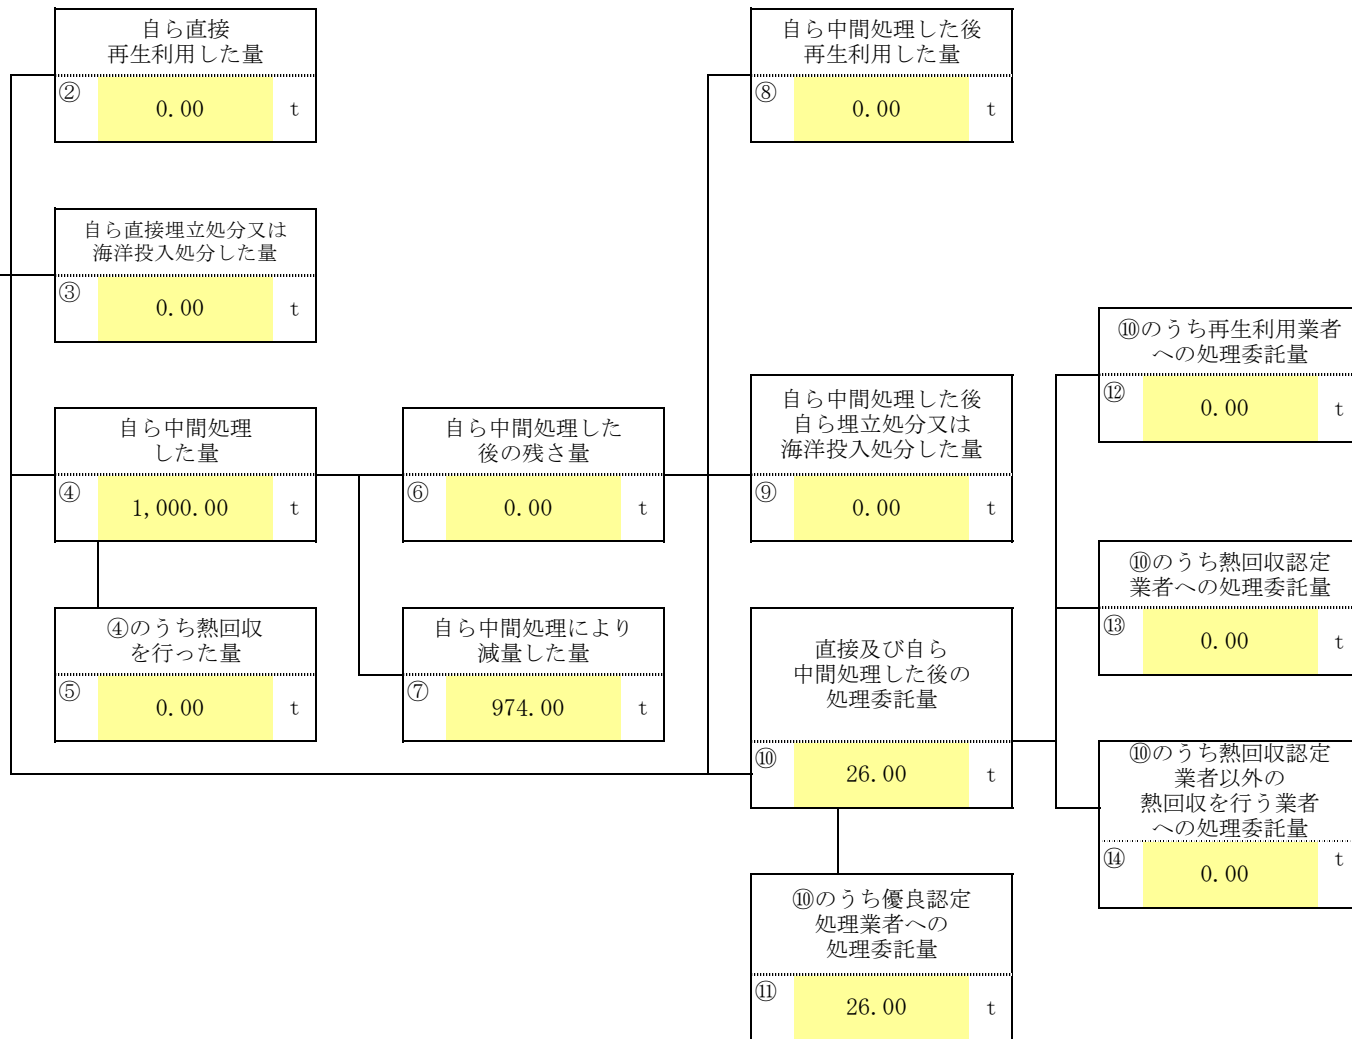 自ら直接
再生利用した量
② 0.00 t
自ら直接埋立処分又は
海洋投入処分した量
③ 0.00 t
自ら中間処理
した量
④ 1,000.00 t
④のうち熱回収
を行った量
⑤ 0.00 t
自ら中間処理した
後の残さ量
⑥ 0.00 t
自ら中間処理により
減量した量
⑦ 974.00 t
自ら中間処理した後
再生利用した量
⑧ 0.00 t
自ら中間処理した後
自ら埋立処分又は
海洋投入処分した量
⑨ 0.00 t
直接及び自ら
中間処理した後の
処理委託量
⑩ 26.00 t
⑩のうち優良認定
処理業者への
処理委託量
⑪ 26.00 t
⑩のうち再生利用業者
への処理委託量
⑫ 0.00 t
⑩のうち熱回収認定
業者への処理委託量
⑬ 0.00 t
⑩のうち熱回収認定
業者以外の
熱回収を行う業者
への処理委託量
⑭ 0.00 t